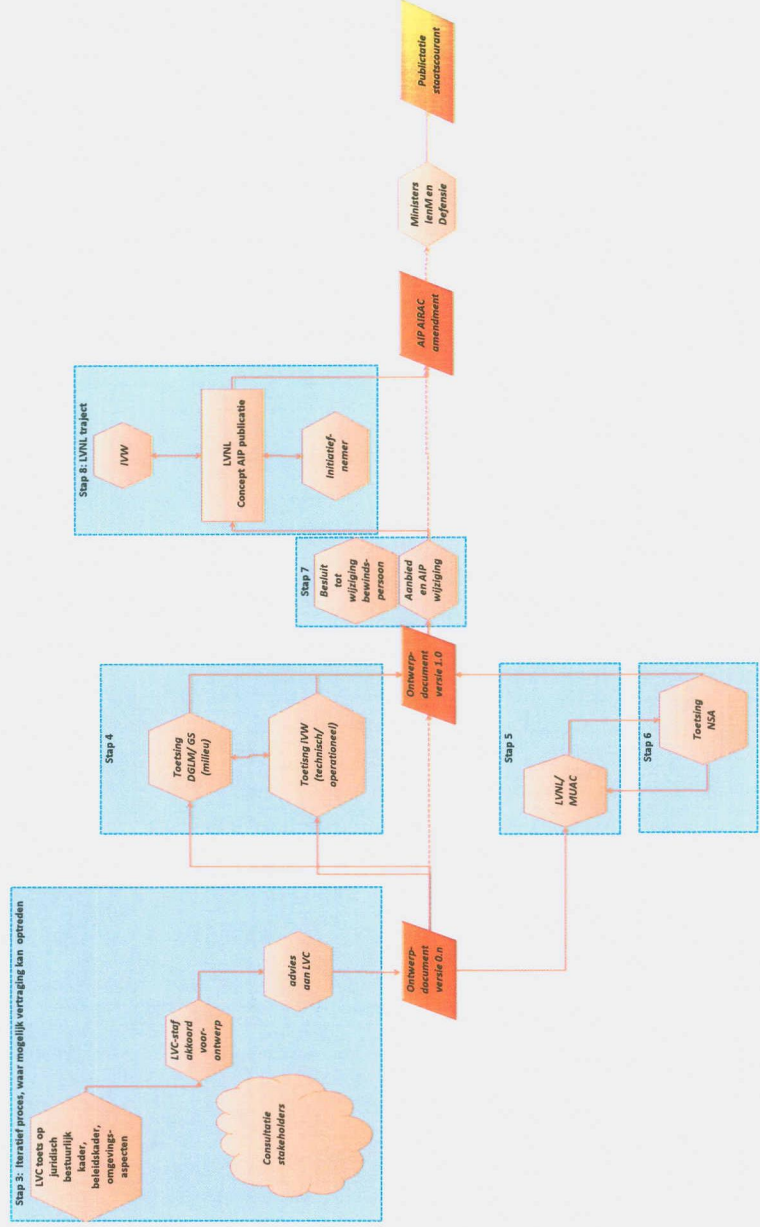 Stap 3: Iteratief proces, waar mogelijk vertraging kan optreden
LVC toets op
juridisch
bestuurlijk
kader,
beleidskader,
omgevings-
aspecten
LVC-staf
akkoord
voor-
ontwerp
advies
aan LVC
Consultatie
stakeholders
Ontwerp-
document
versie 0.n
Stap 4
Toetsing
DGLM/ GS
(milieu)
Toetisng IVW
(technisch/
operationeel)
Stap 5
LVNL/
MUAC
Stap 6
Toetsing
NSA
Ontwerp-
document
versie 1.0
Stap 7
Besluit
tot
wijziging
bewinds-
persoon
Aanbied
en AIP
wijziging
Stap 8: LVNL traject
IVW
LVNL
Concept AIP publicatie
Initiatief-
nemer
AIP AIRAC
amendment
Ministers
IenM en
Defensie
Publictatie
staatscourant